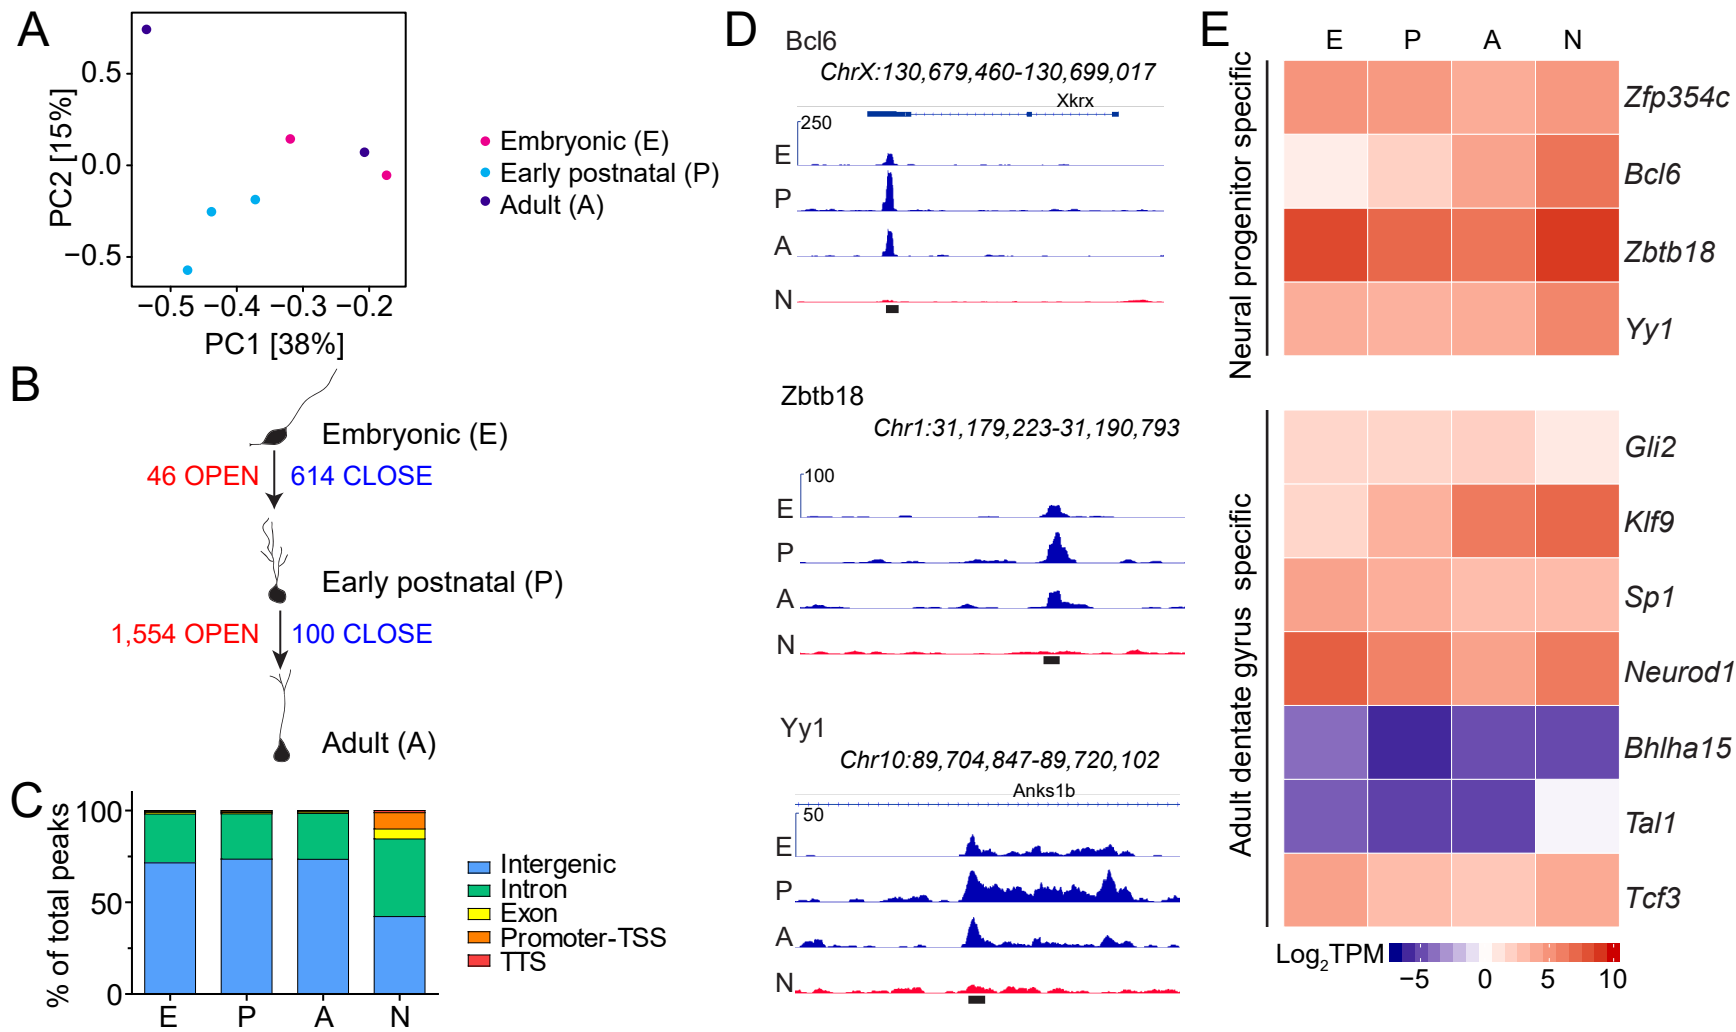 A
0.5
0.0
−0.5
PC2 [15%]
−0.5 −0.4 −0.3 −0.2
PC1 [38%]
Embryonic (E)
Early postnatal (P)
Adult (A)
B
Embryonic (E)
46 OPEN 614 CLOSE
Early postnatal (P)
1,554 OPEN 100 CLOSE
Adult (A)
C
100
50
0
% of total peaks
E P A N
Intergenic
Intron
Exon
Promoter-TSS
TTS
D
Bcl6
ChrX:130,679,460-130,699,017
Xkrx
250
E
P
A
N
Zbtb18
Chr1:31,179,223-31,190,793
100
E
P
A
N
Yy1
Chr10:89,704,847-89,720,102
Anks1b
50
E
P
A
N
E
E P A N
Neural progenitor specific
Zfp354c
Bcl6
Zbtb18
Yy1
Adult dentate gyrus specific
Gli2
Klf9
Sp1
Neurod1
Bhlha15
Tal1
Tcf3
Log2TPM
−5 0 5 10